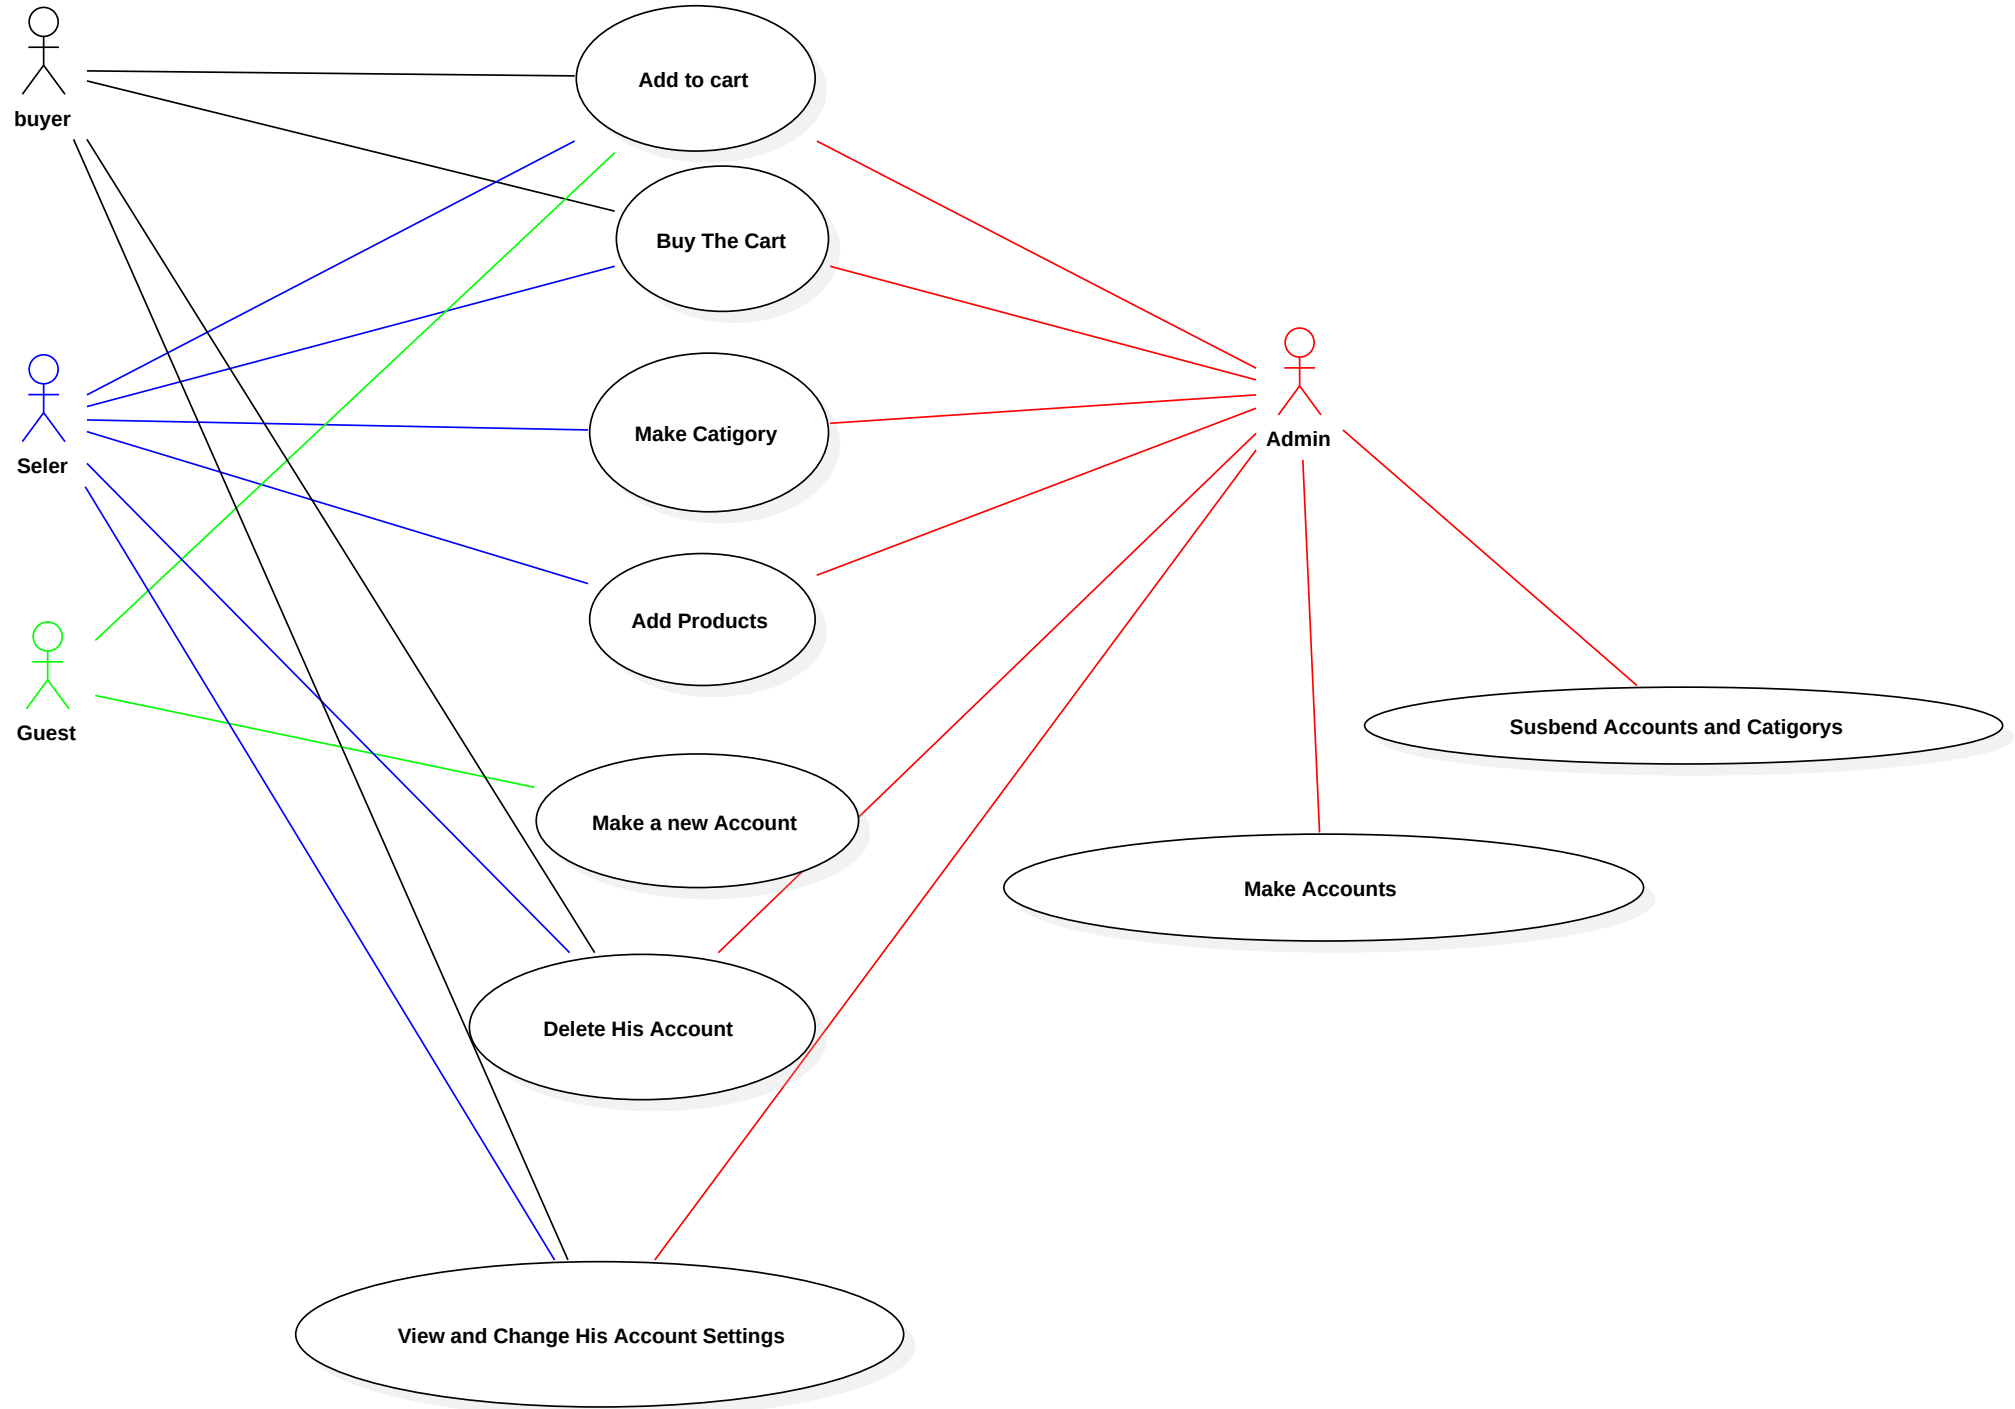 buyer
Add to cart
Buy The Cart
Seler
Make Catigory
Admin
Add Products
Guest
Susbend Accounts and Catigorys
Make a new Account
Make Accounts
Delete His Account
View and Change His Account Settings